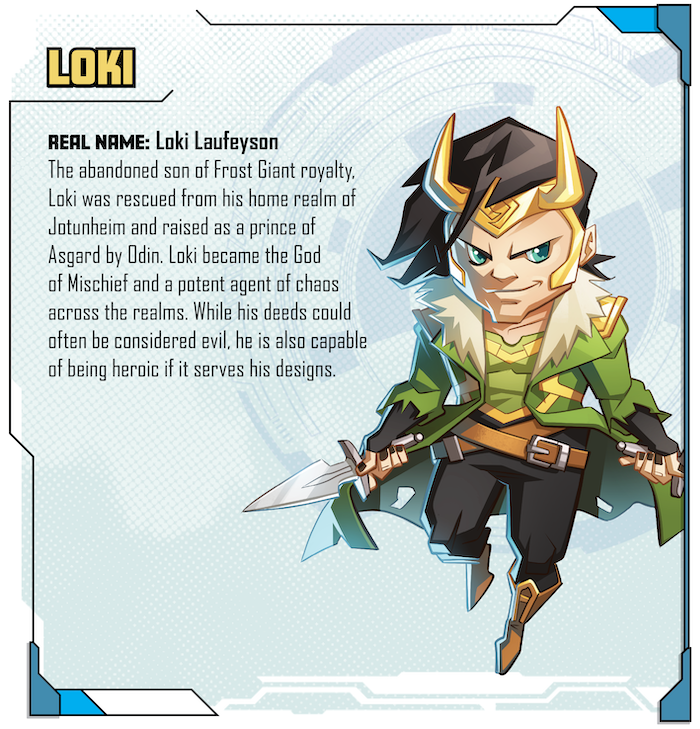 LOKI
REAL NAME: Loki Laufeyson
The abandoned son of Frost Giant royalty,
Loki was rescued from his home realm of
Jotunheim and raised as a prince of
Asgard by Odin. Loki became the God
of Mischief and a potent agent of chaos
across the realms. While his deeds could
often be considered evil, he is also capable
of being heroic if it serves his designs.